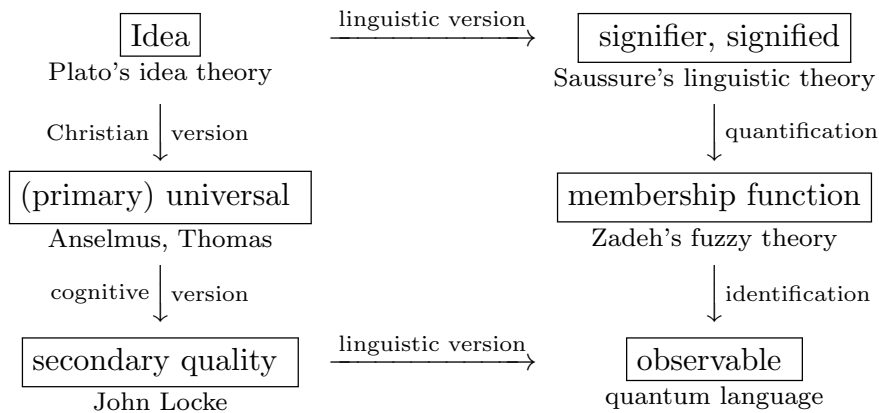 linguistic version
Idea signifier, signified
Plato's idea theory Saussure's linguistic theory
Christian version quantification
(primary) universal membership function
Anselmus, Thomas Zadeh's fuzzy theory
cognitive version identification
linguistic version
secondary quality observable
John Locke quantum language